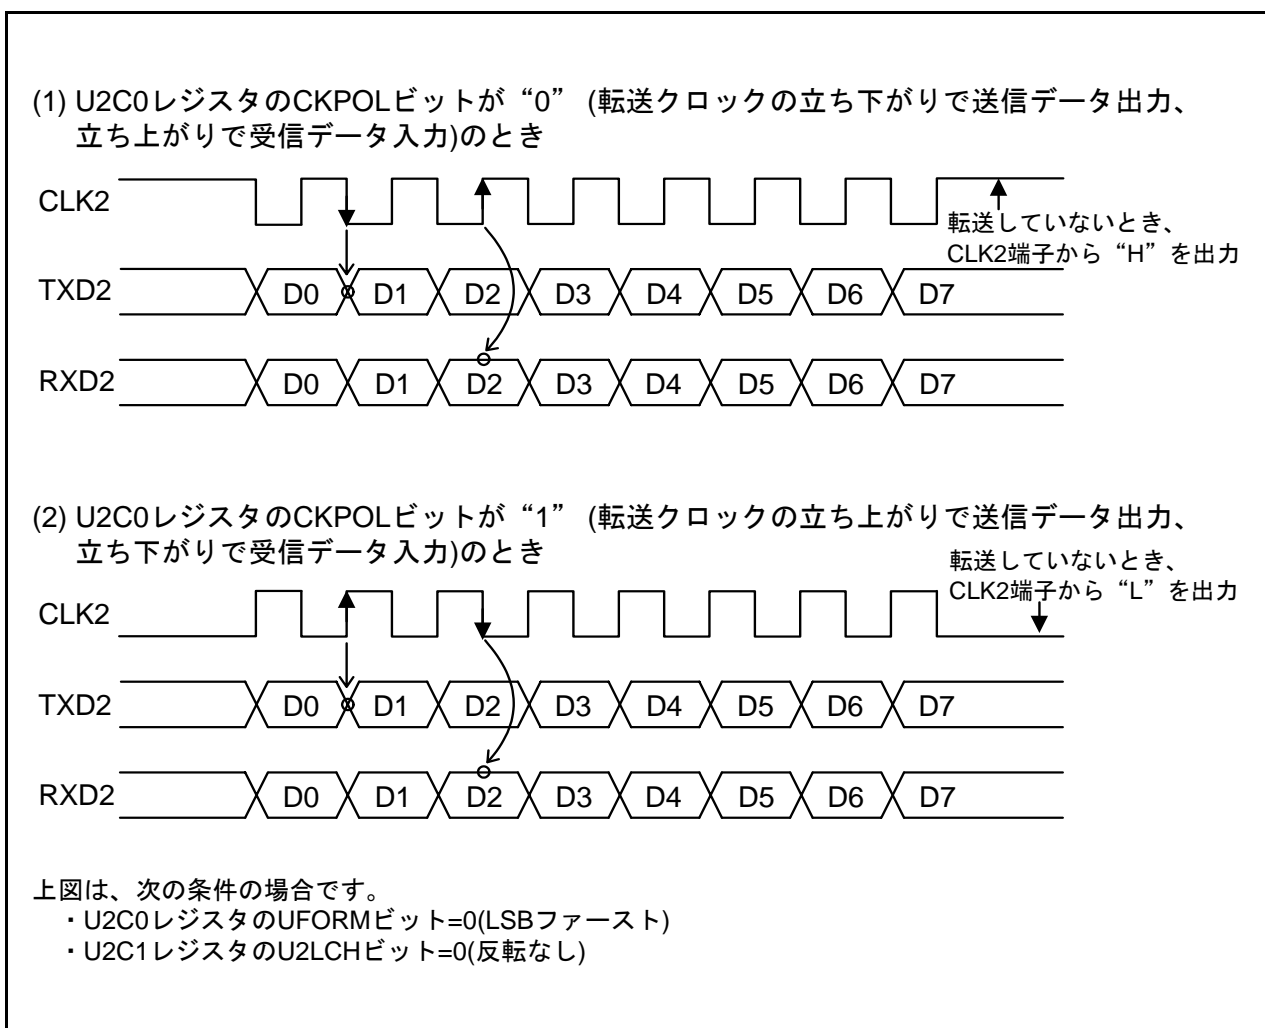 (1) U2C0レジスタのCKPOLビットが“0” (転送クロックの立ち下がりで送信データ出力、
立ち上がりで受信データ入力)のとき
CLK2
転送していないとき、
CLK2端子から“H”を出力
TXD2 D0 D1 D2 D3 D4 D5 D6 D7
RXD2 D0 D1 D2 D3 D4 D5 D6 D7
(2) U2C0レジスタのCKPOLビットが“1” (転送クロックの立ち上がりで送信データ出力、
立ち下がりで受信データ入力)のとき
転送していないとき、
CLK2端子から“L”を出力
CLK2
TXD2 D0 D1 D2 D3 D4 D5 D6 D7
RXD2 D0 D1 D2 D3 D4 D5 D6 D7
上図は、次の条件の場合です。
・U2C0レジスタのUFORMビット=0(LSBファースト)
・U2C1レジスタのU2LCHビット=0(反転なし)